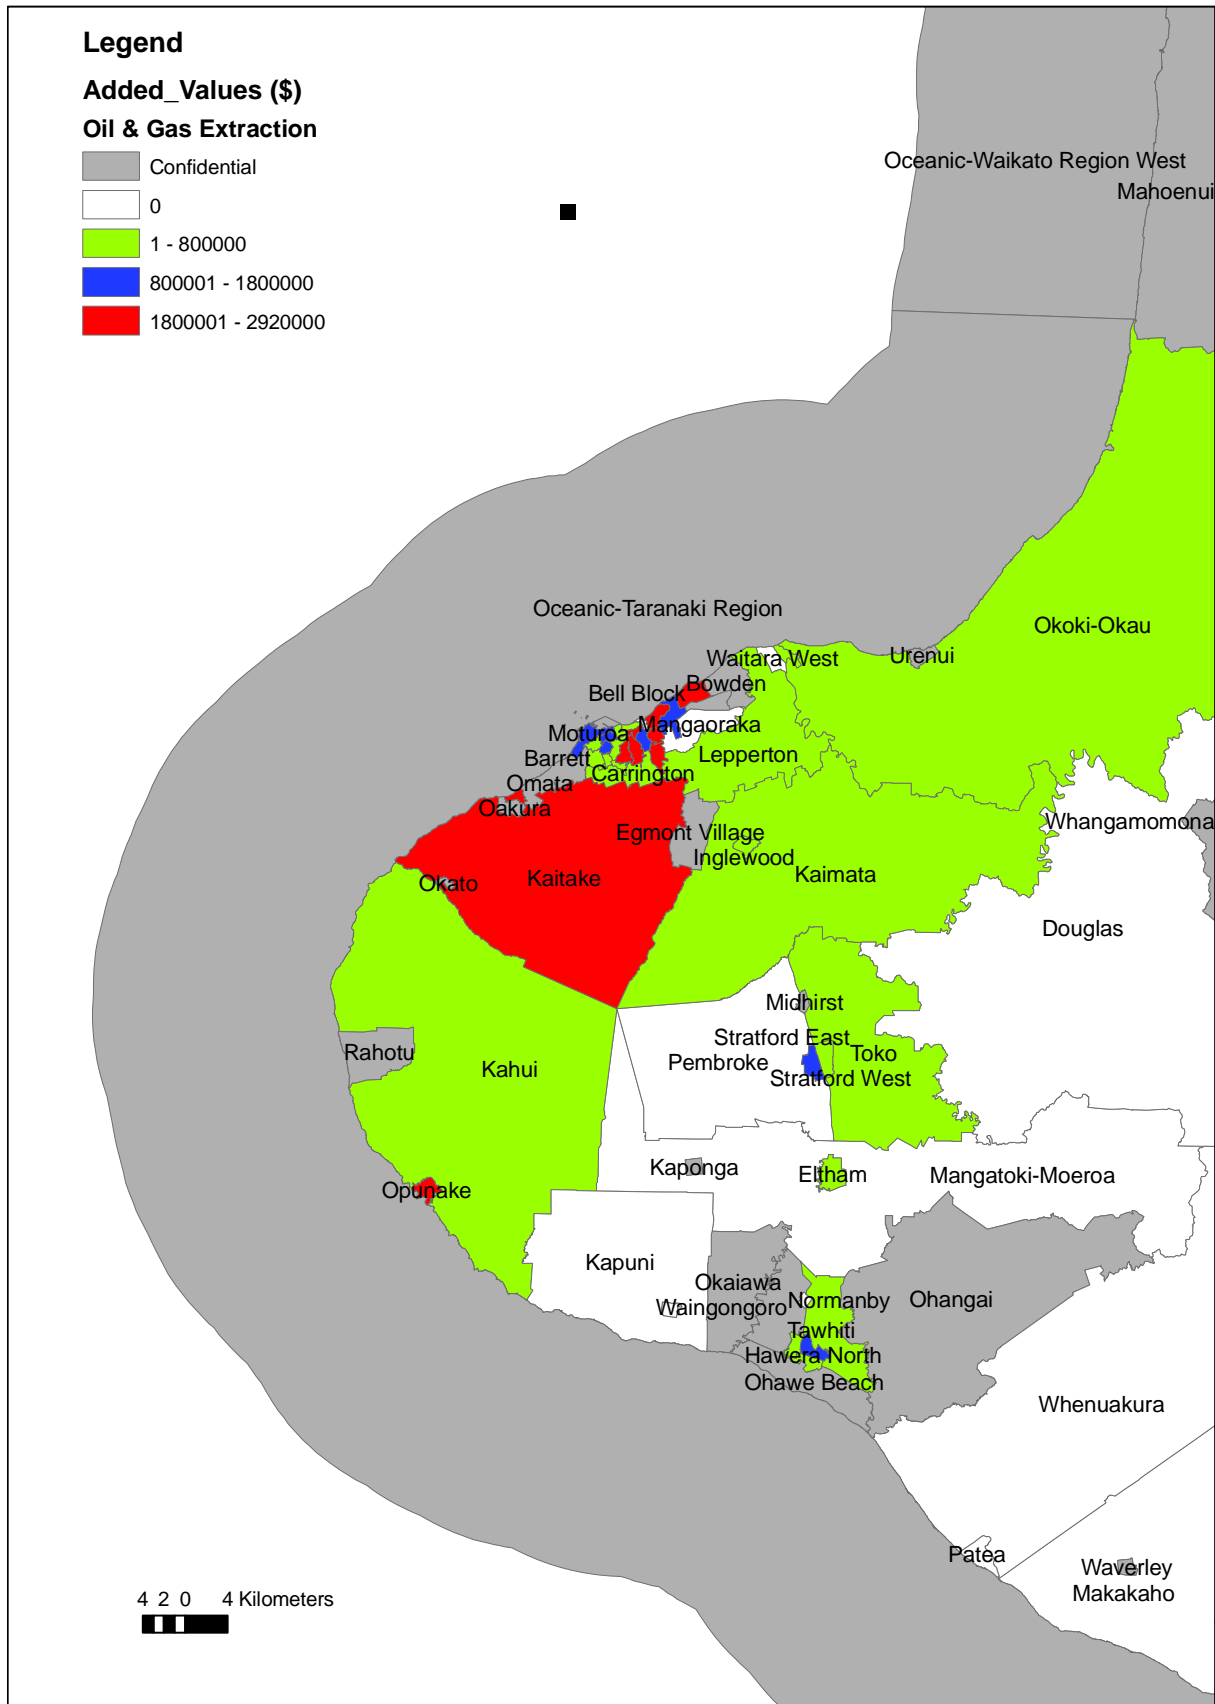 Legend
Added_Values ($)
Oil & Gas Extraction
Confidential
0
1 - 800000
800001 - 1800000
1800001 - 2920000
Oceanic-Waikato Region West
Mahoenui
Oceanic-Taranaki Region
Okoki-Okau
Urenui
Waitara West
Bowden
Bell Block
Mangaoraka
Moturoa
Lepperton
Barrett
Carrington
Omata
Oakura
Whangamomona
Egmont Village
Inglewood
Kaimata
Okato
Kaitake
Douglas
Midhirst
Stratford East
Rahotu
Toko
Pembroke
Kahui
Stratford West
Kaponga
Eltham
Mangatoki-Moeroa
Opunake
Kapuni
Okaiawa
Waingongoro
Normanby
Ohangai
Tawhiti
Hawera North
Ohawe Beach
Whenuakura
Patea
Waverley
Makakaho
4 2 0 4 Kilometers